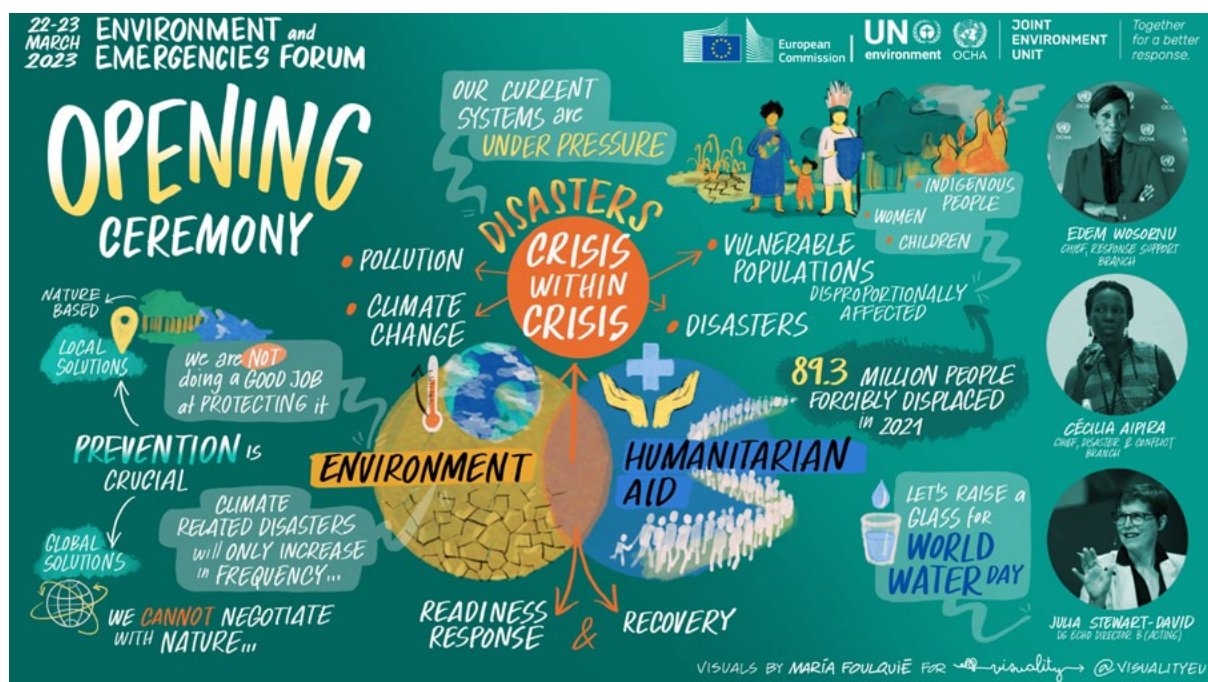 22-23
MARCH
2023
ENVIRONMENT and
EMERGENCIES FORUM
European
Commission
UN
environment
OCHA
JOINT
ENVIRONMENT
UNIT
Together
for a better
response.
OPENING
CEREMONY
OUR CURRENT
SYSTEMS are
UNDER PRESSURE
DISASTERS
CRISIS
WITHIN
CRISIS
• POLLUTION
• CLIMATE
CHANGE
• VULNERABLE
POPULATIONS
DISPROPORTIONALLY
AFFECTED
• DISASTERS
• INDIGENOUS
PEOPLE
• WOMEN
• CHILDREN
NATURE
BASED
LOCAL
SOLUTIONS
We are NOT
doing a GOOD JOB
at PROTECTING it
PREVENTION is
CRUCIAL
CLIMATE
RELATED DISASTERS
will ONLY INCREASE
in FREQUENCY...
GLOBAL
SOLUTIONS
WE CANNOT NEGOTIATE
WITH NATURE...
ENVIRONMENT
HUMANITARIAN
AID
READINESS
RESPONSE
&
RECOVERY
89.3 MILLION PEOPLE
FORCIBLY DISPLACED
in 2021
LET'S RAISE a
GLASS for
WORLD
WATER DAY
OCHA
EDEM WOSORNU
CHIEF, RESPONSE SUPPORT
BRANCH
CÉCILIA AIPIRA
CHIEF, DISASTER & CONFLICT
BRANCH
JULIA STEWART-DAVID
DG ECHO DIRECTOR B (ACTING)
VISUALS BY MARÍA FOULQUIÉ FOR visuality @VISUALITYEU